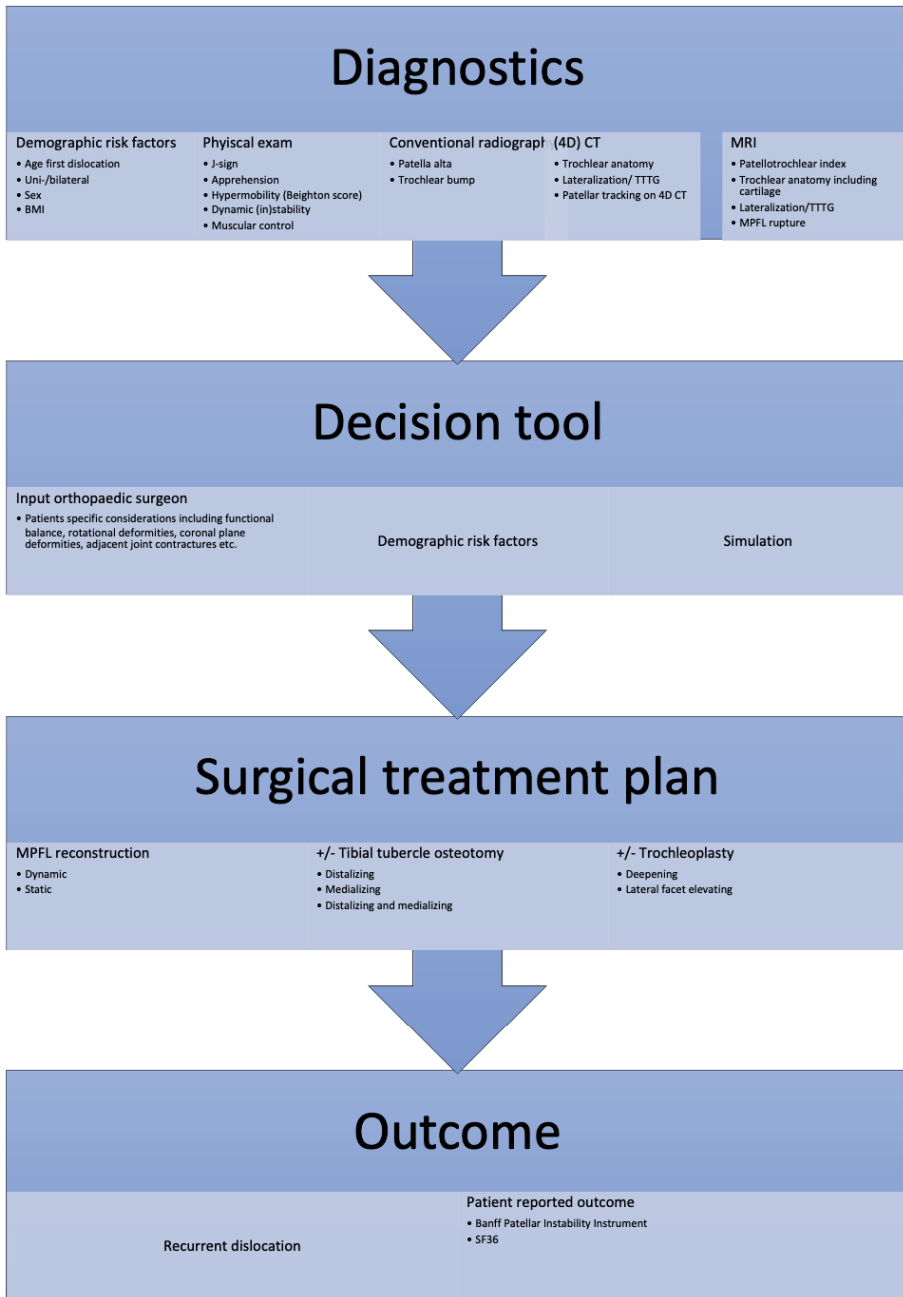 Diagnostics
Demographic risk factors
• Age first dislocation
• Uni-/bilateral
• Sex
• BMI
Phyiscal exam
• J-sign
• Apprehension
• Hypermobility (Beighton score)
• Dynamic (in)stability
• Muscular control
Conventional radiography
• Patella alta
• Trochlear bump
(4D) CT
• Trochlear anatomy
• Lateralization/ TTTG
• Patellar tracking on 4D CT
MRI
• Patellotrochlear index
• Trochlear anatomy including
cartilage
• Lateralization/TTTG
• MPFL rupture
Decision tool
Input orthopaedic surgeon
• Patients specific considerations including functional
balance, rotational deformities, coronal plane
deformities, adjacent joint contractures etc.
Demographic risk factors
Simulation
Surgical treatment plan
MPFL reconstruction
• Dynamic
• Static
+/- Tibial tubercle osteotomy
• Distalizing
• Medializing
• Distalizing and medializing
+/- Trochleoplasty
• Deepening
• Lateral facet elevating
Outcome
Recurrent dislocation
Patient reported outcome
• Banff Patellar Instability Instrument
• SF36